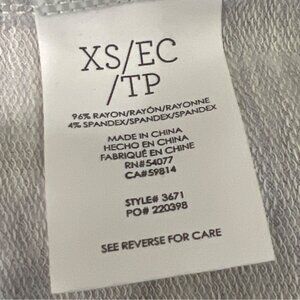 XS/EC
/TP
96% RAYON/RAYÓN/RAYONNE
4% SPANDEX/SPANDEX/SPANDEX
MADE IN CHINA
HECHO EN CHINA
FABRIQUÉ EN CHINE
RN#54077
CA#59814
STYLE# 3671
PO# 220398
SEE REVERSE FOR CARE